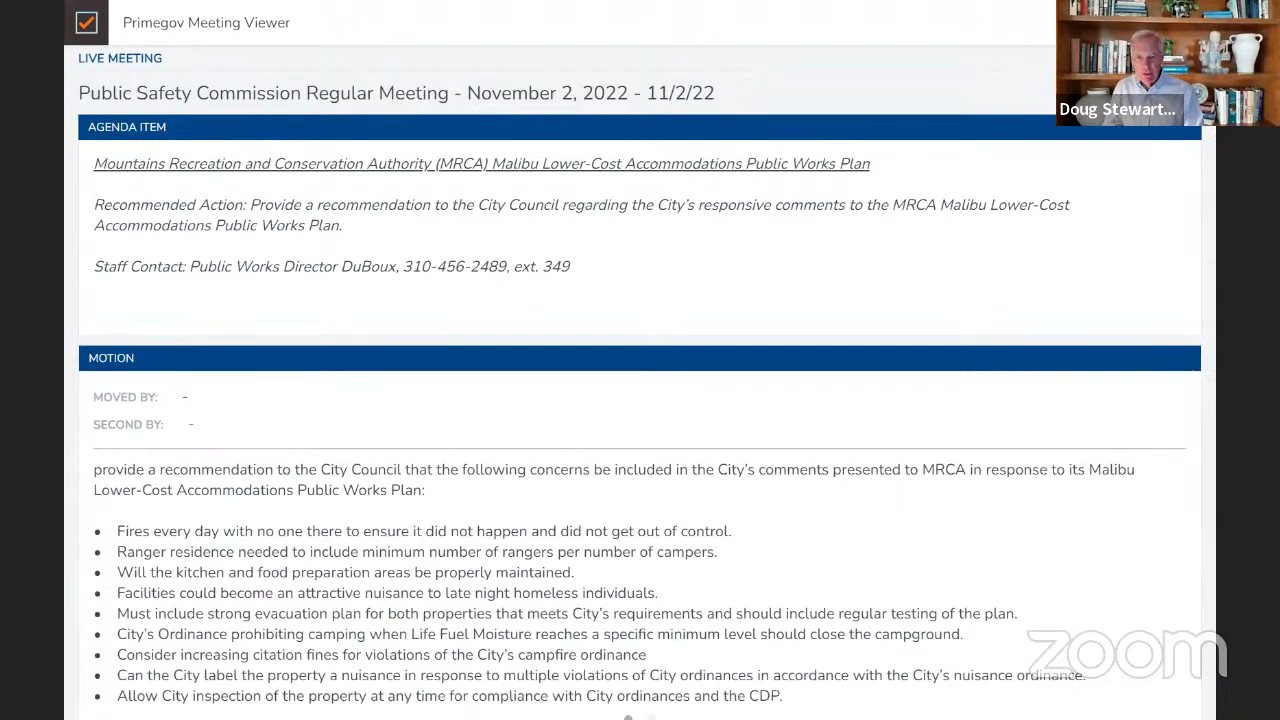 Primegov Meeting Viewer
LIVE MEETING
Public Safety Commission Regular Meeting - November 2, 2022 - 11/2/22
Doug Stewart...
AGENDA ITEM
Mountains Recreation and Conservation Authority (MRCA) Malibu Lower-Cost Accommodations Public Works Plan
Recommended Action: Provide a recommendation to the City Council regarding the City's responsive comments to the MRCA Malibu Lower-Cost
Accommodations Public Works Plan.
Staff Contact: Public Works Director DuBoux, 310-456-2489, ext. 349
MOTION
MOVED BY: -
SECOND BY: -
provide a recommendation to the City Council that the following concerns be included in the City's comments presented to MRCA in response to its Malibu
Lower-Cost Accommodations Public Works Plan:
• Fires every day with no one there to ensure it did not happen and did not get out of control.
• Ranger residence needed to include minimum number of rangers per number of campers.
• Will the kitchen and food preparation areas be properly maintained.
• Facilities could become an attractive nuisance to late night homeless individuals.
• Must include strong evacuation plan for both properties that meets City's requirements and should include regular testing of the plan.
• City's Ordinance prohibiting camping when Life Fuel Moisture reaches a specific minimum level should close the campground.
• Consider increasing citation fines for violations of the City's campfire ordinance
• Can the City label the property a nuisance in response to multiple violations of City ordinances in accordance with the City's nuisance ordinance.
• Allow City inspection of the property at any time for compliance with City ordinances and the CDP.
zoom